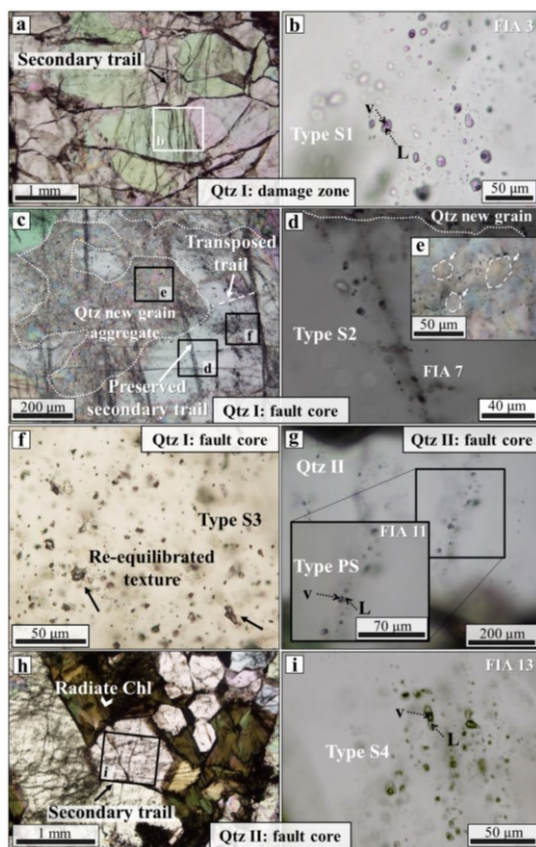 a
Secondary trail
b
1 mm
Qtz I: damage zone
b
FIA 3
v
L
Type S1
50 µm
c
Transposed
trail
e
Qtz new grain
aggregate
f
d
Preserved
secondary trail
200 µm
Qtz I: fault core
d
Qtz new grain
e
50 µm
Type S2
FIA 7
40 µm
f
Qtz I: fault core
Type S3
Re-equilibrated
texture
50 µm
g
Qtz II: fault core
Qtz II
FIA 11
Type PS
v
L
70 µm
200 µm
h
Radiate Chl
i
Secondary trail
1 mm
Qtz II: fault core
i
FIA 13
v
L
Type S4
50 µm